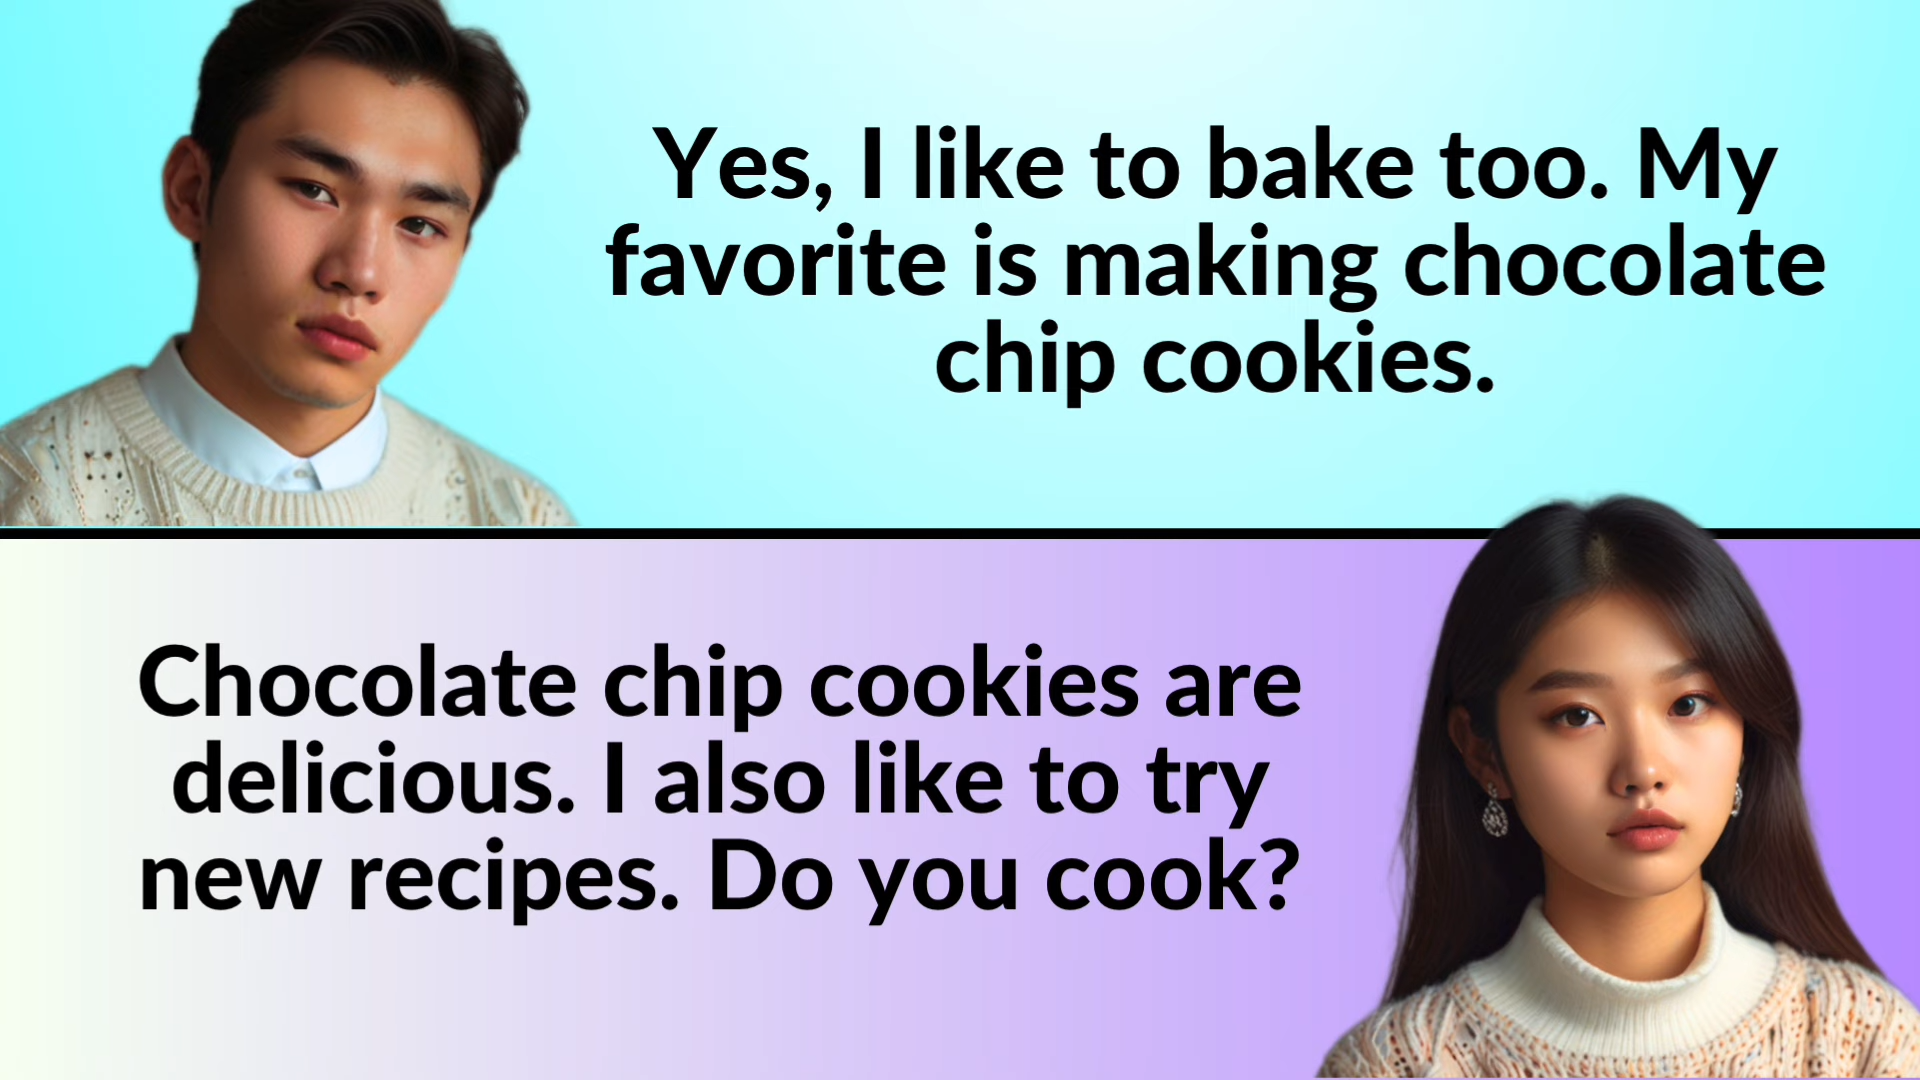 Yes, I like to bake too. My
favorite is making chocolate
chip cookies.
Chocolate chip cookies are
delicious. I also like to try
new recipes. Do you cook?